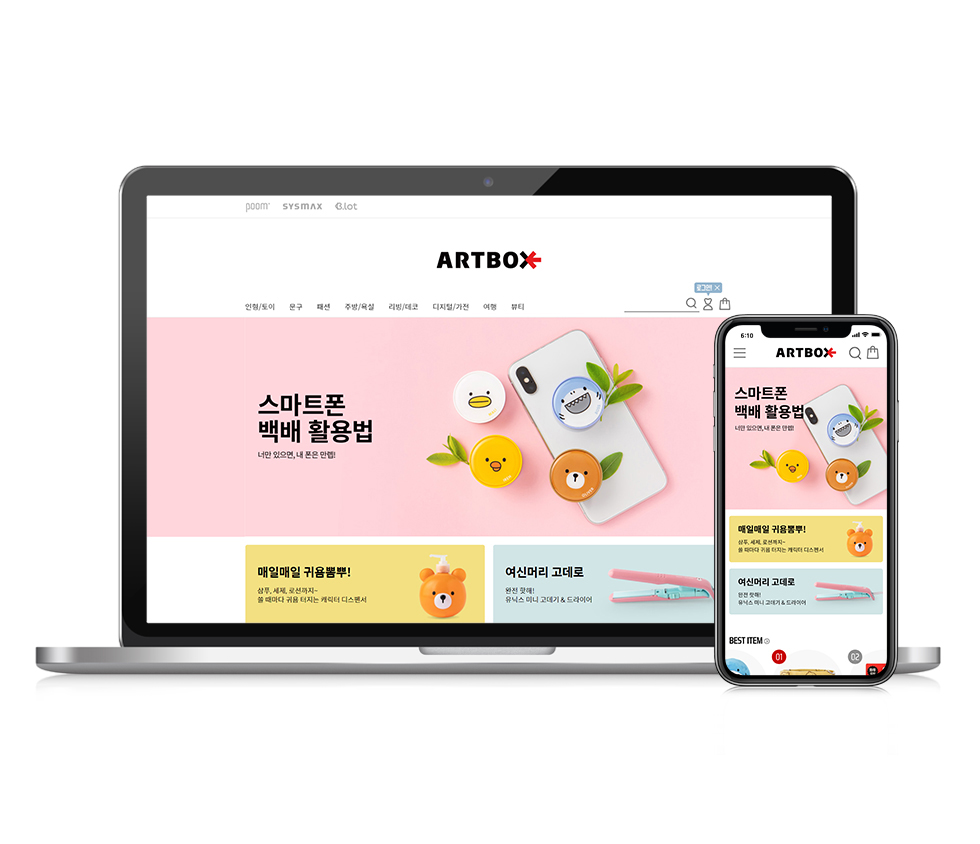 poom SYSMAX B.lot
ARTBOX
로그인 X
인형/토이 문구 패션 주방/욕실 리빙/데코 디지털/가전 여행 뷰티
스마트폰
백배 활용법
너만 있으면, 내 폰은 만렙!
매일매일 귀욤뿜뿌!
샴푸, 세제, 로션까지~
쓸 때마다 귀욤 터지는 캐릭터 디스펜서
여신머리 고데로
완전 핫해!
유닉스 미니 고데기 & 드라이어
6:10
ARTBOX
스마트폰
백배 활용법
너만 있으면, 내 폰은 만렙!
매일매일 귀욤뿜뿌!
샴푸, 세제, 로션까지~
쓸 때마다 귀욤 터지는 캐릭터 디스펜서
여신머리 고데로
완전 핫해!
유닉스 미니 고데기 & 드라이어
BEST ITEM
01 02